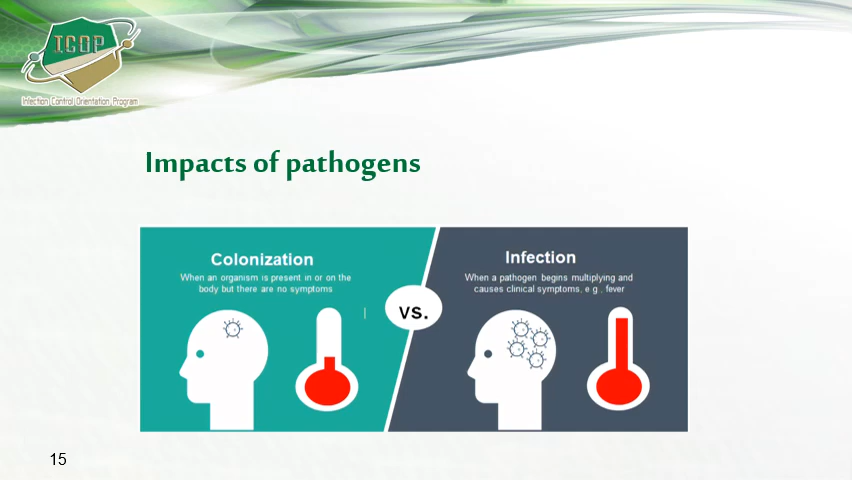 I.C.O.P
Infection Control Orientation Program
Impacts of pathogens
Colonization
When an organism is present in or on the
body but there are no symptoms
vs.
Infection
When a pathogen begins multiplying and
causes clinical symptoms, e g , fever
15